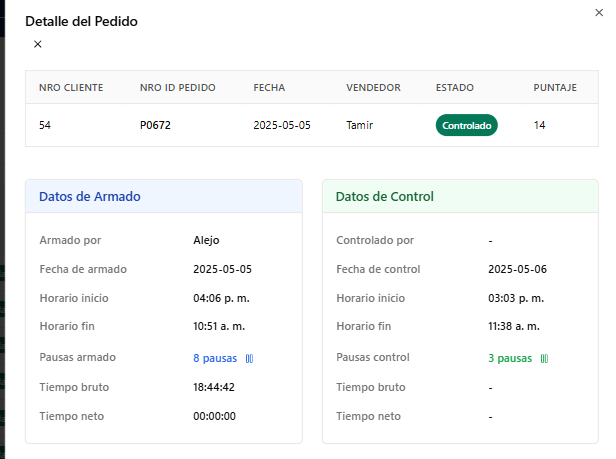 Detalle del Pedido
NRO CLIENTE NRO ID PEDIDO FECHA VENDEDOR ESTADO PUNTAJE
54 P0672 2025-05-05 Tamir Controlado 14
Datos de Armado
Armado por Alejo
Fecha de armado 2025-05-05
Horario inicio 04:06 p. m.
Horario fin 10:51 a. m.
Pausas armado 8 pausas
Tiempo bruto 18:44:42
Tiempo neto 00:00:00
Datos de Control
Controlado por -
Fecha de control 2025-05-06
Horario inicio 03:03 p. m.
Horario fin 11:38 a. m.
Pausas control 3 pausas
Tiempo bruto -
Tiempo neto -